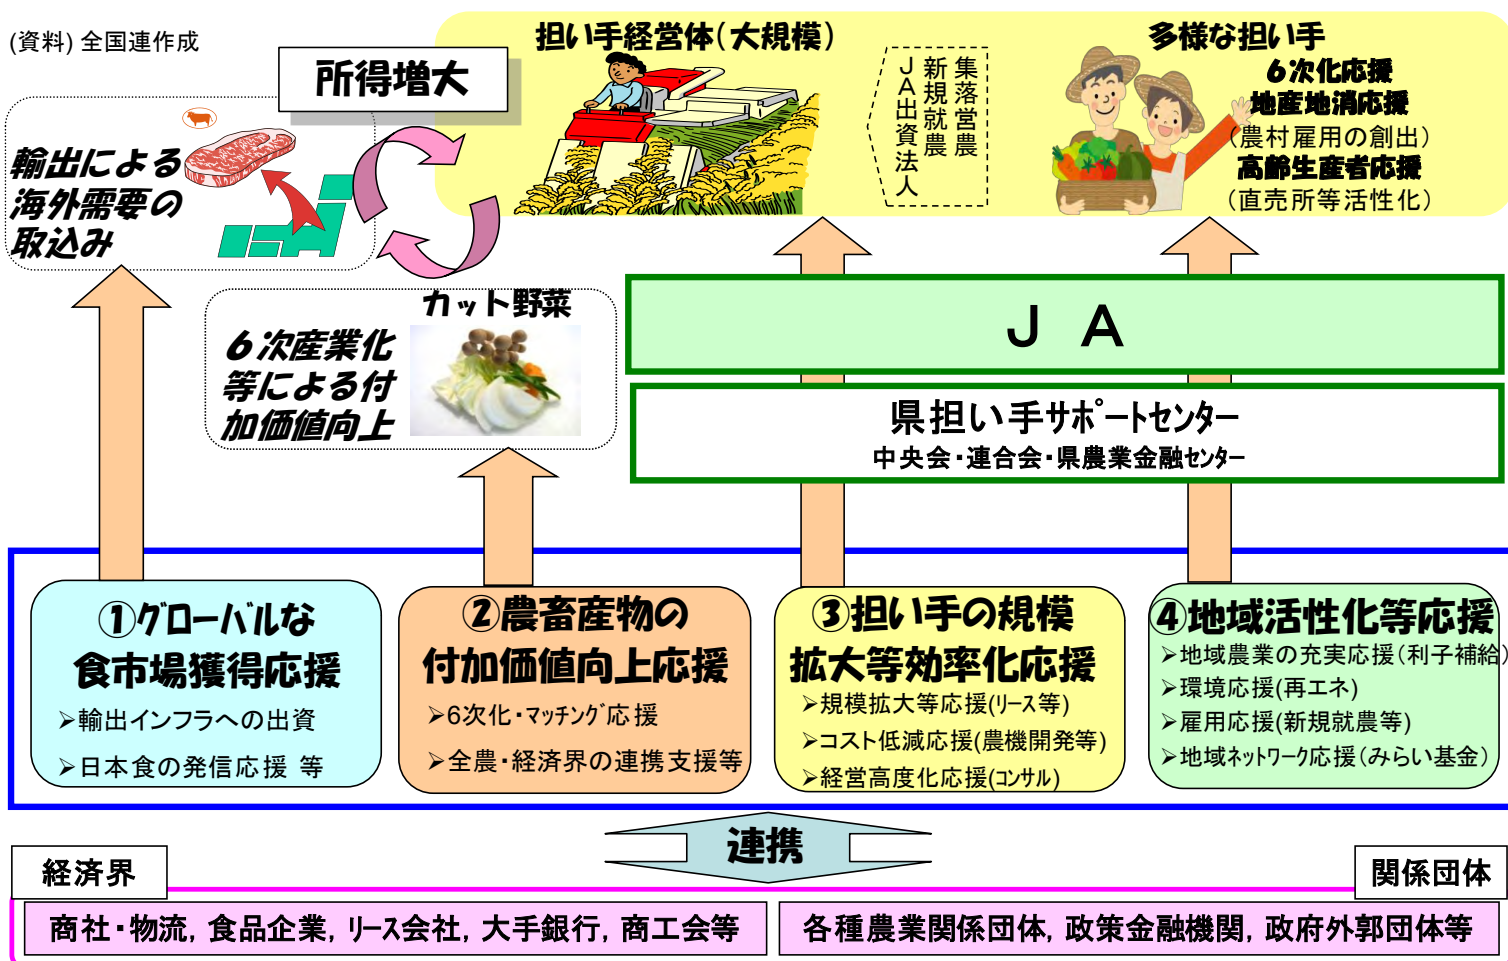 (資料) 全国連作成
所得増大
担い手経営体(大規模)
集落営農
新規就農
JA出資法人
多様な担い手
6次化応援
地産地消応援
(農村雇用の創出)
高齢生産者応援
(直売所等活性化)
輸出による
海外需要の
取込み
カット野菜
6次産業化
等による付
加価値向上
JA
県担い手サポートセンター
中央会・連合会・県農業金融センター
①グローバルな
食市場獲得応援
➢輸出インフラへの出資
➢日本食の発信応援 等
②農畜産物の
付加価値向上応援
➢6次化・マッチング応援
➢全農・経済界の連携支援等
③担い手の規模
拡大等効率化応援
➢規模拡大等応援(リース等)
➢コスト低減応援(農機開発等)
➢経営高度化応援(コンサル)
④地域活性化等応援
➢地域農業の充実応援(利子補給)
➢環境応援(再エネ)
➢雇用応援(新規就農等)
➢地域ネットワーク応援(みらい基金)
連携
経済界
関係団体
商社・物流, 食品企業, リース会社, 大手銀行, 商工会等
各種農業関係団体, 政策金融機関, 政府外郭団体等